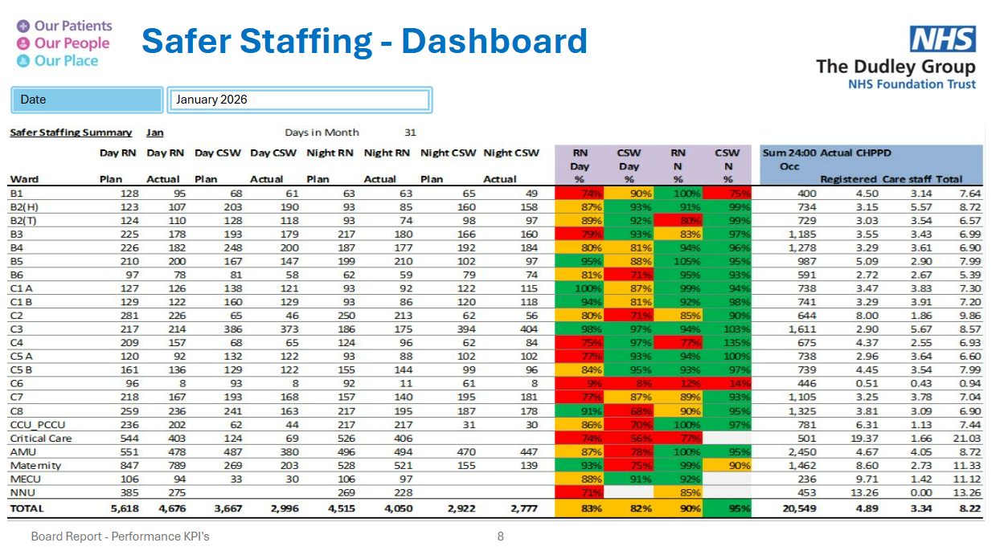 Our Patients
Our People
Our Place
Safer Staffing - Dashboard
NHS
The Dudley Group
NHS Foundation Trust
Date January 2026
Safer Staffing Summary Jan Days in Month 31
Day RN Day RN Day CSW Day CSW Night RN Night RN Night CSW Night CSW RN CSW RN CSW Sum 24:00 Actual CHPPD
Day Day N N Occ
Ward Plan Actual Plan Actual Plan Actual Plan Actual % % % % Registered Care staff Total
B1 128 95 68 61 63 63 65 49 74% 90% 100% 75% 400 4.50 3.14 7.64
B2(H) 123 107 203 190 93 85 160 158 87% 93% 91% 99% 734 3.15 5.57 8.72
B2(T) 124 110 128 118 93 74 98 97 89% 92% 80% 99% 729 3.03 3.54 6.57
B3 225 178 193 179 217 180 166 160 79% 93% 83% 97% 1,185 3.55 3.43 6.99
B4 226 182 248 200 187 177 192 184 80% 81% 94% 96% 1,278 3.29 3.61 6.90
B5 210 200 167 147 199 210 102 97 95% 88% 105% 95% 987 5.09 2.90 7.99
B6 97 78 81 58 62 59 79 74 81% 71% 95% 93% 591 2.72 2.67 5.39
C1 A 127 126 138 121 93 92 122 115 100% 87% 99% 94% 738 3.47 3.83 7.30
C1 B 129 122 160 129 93 86 120 118 94% 81% 92% 98% 741 3.29 3.91 7.20
C2 281 226 65 46 250 213 62 56 80% 71% 85% 90% 644 8.00 1.86 9.86
C3 217 214 386 373 186 175 394 404 98% 97% 94% 103% 1,611 2.90 5.67 8.57
C4 209 157 68 65 124 96 62 84 75% 97% 77% 135% 675 4.37 2.55 6.93
C5 A 120 92 132 122 93 88 102 102 77% 93% 94% 100% 738 2.96 3.64 6.60
C5 B 161 136 129 122 155 144 99 96 84% 95% 93% 97% 739 4.45 3.54 7.99
C6 96 8 93 8 92 11 61 8 9% 8% 12% 14% 446 0.51 0.43 0.94
C7 218 167 193 168 157 140 195 181 77% 87% 89% 93% 1,105 3.25 3.78 7.04
C8 259 236 241 163 217 195 187 178 91% 68% 90% 95% 1,325 3.81 3.09 6.90
CCU_PCCU 236 202 62 44 217 217 31 30 86% 70% 100% 97% 781 6.31 1.13 7.44
Critical Care 544 403 124 69 526 406 74% 56% 77% 501 19.37 1.66 21.03
AMU 551 478 487 380 496 494 470 447 87% 78% 100% 95% 2,450 4.67 4.05 8.72
Maternity 847 789 269 203 528 521 155 139 93% 75% 99% 90% 1,462 8.60 2.73 11.33
MECU 106 94 33 30 106 97 88% 91% 92% 236 9.71 1.42 11.12
NNU 385 275 269 228 71% 85% 453 13.26 0.00 13.26
TOTAL 5,618 4,676 3,667 2,996 4,515 4,050 2,922 2,777 83% 82% 90% 95% 20,549 4.89 3.34 8.22
Board Report - Performance KPI's 8